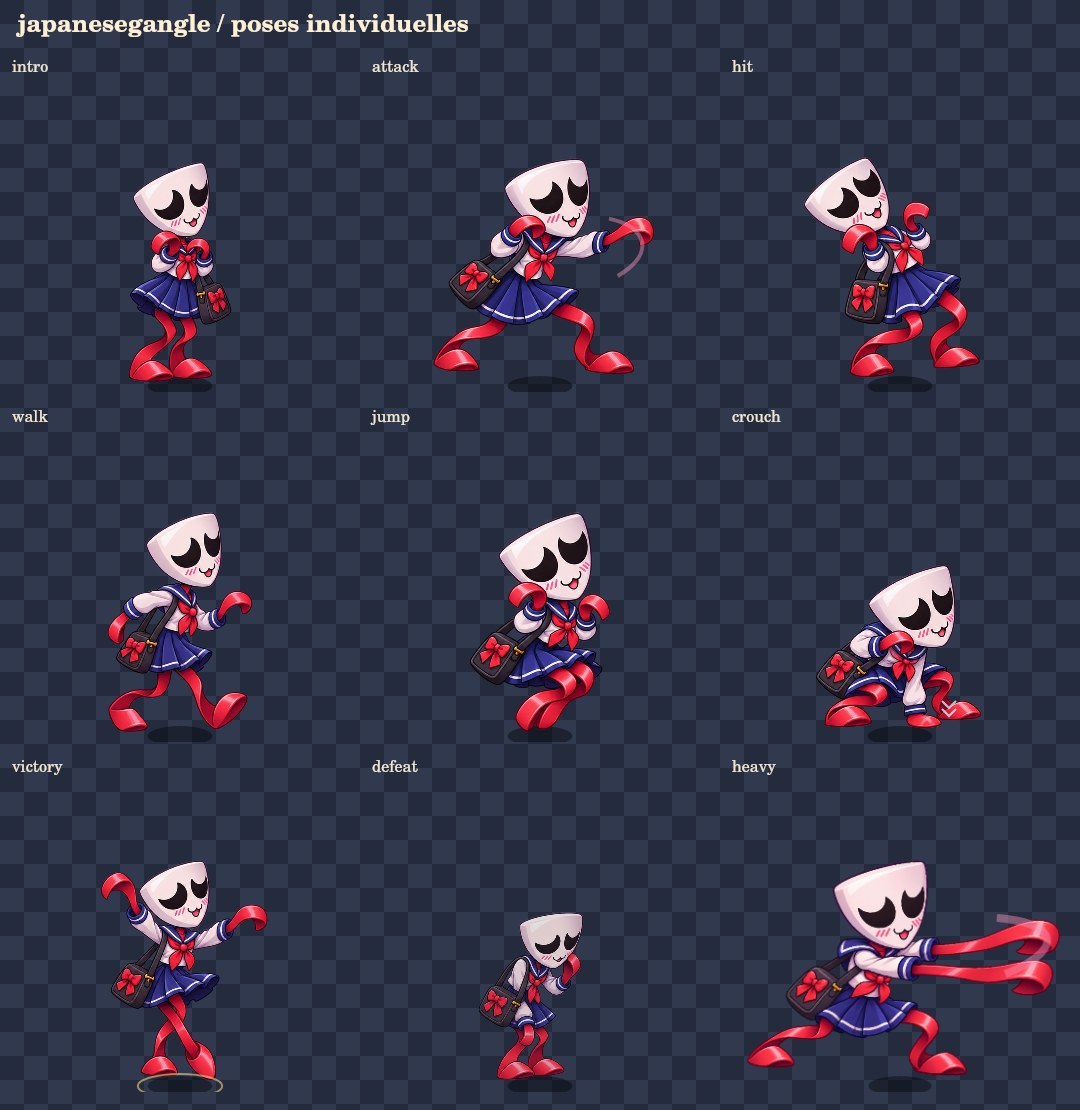 japanesegangle / poses individuelles
intro attack hit
walk jump crouch
victory defeat heavy